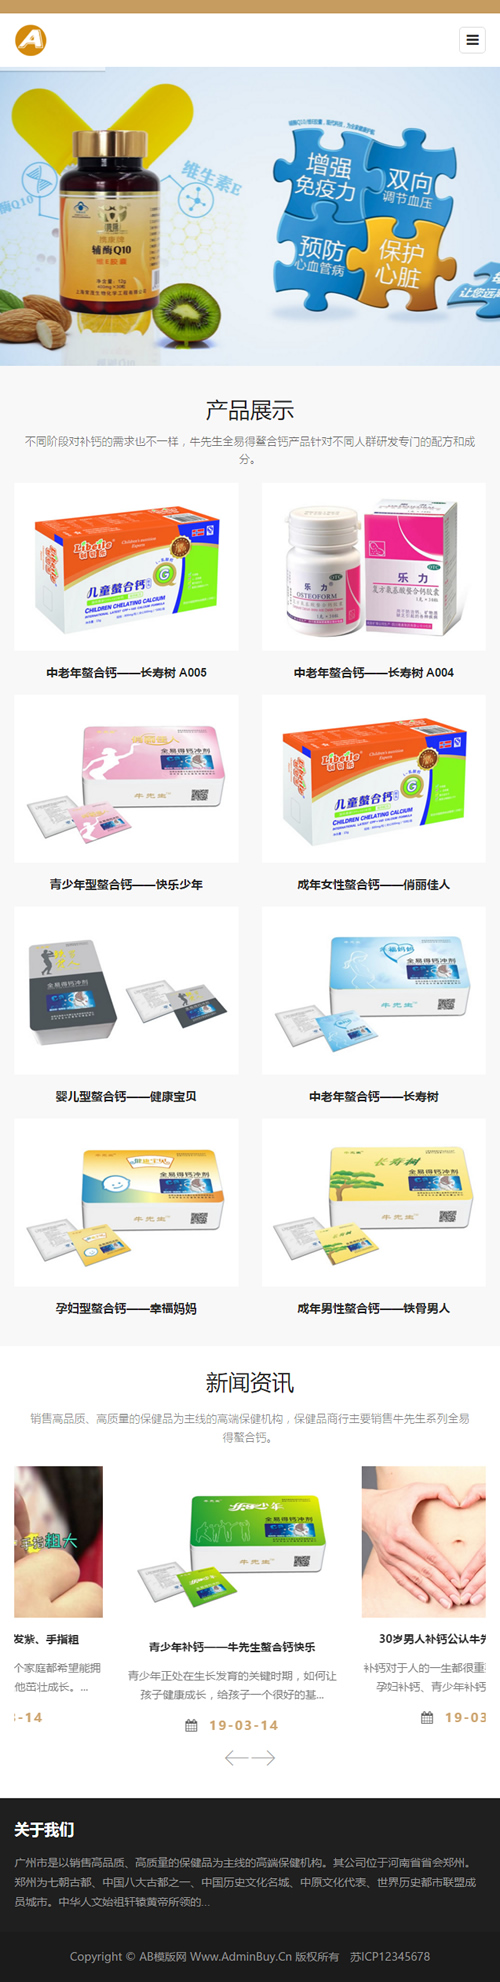 A
维生素E
酶Q10
辅酶Q10
维E胶囊
净含量：12g
增强
免疫力
双向
调节血压
预防
心血管病
保护
心脏
产品展示
不同阶段对补钙的需求也不一样，牛先生全易得鳌合钙产品针对不同人群研发专门的配方和成
分。
Libeile
儿童螯合钙
CHILDREN CHELATING CALCIUM
乐力
OSTEOFORM
乐力
复方氨基酸螯合钙胶囊
中老年螯合钙——长寿树 A005
中老年螯合钙——长寿树 A004
全易得钙冲剂
牛先生
Libeile
儿童螯合钙
CHILDREN CHELATING CALCIUM
青少年型螯合钙——快乐少年
成年女性螯合钙——俏丽佳人
全易得钙冲剂
幸福妈妈
全易得钙冲剂
牛先生
婴儿型螯合钙——健康宝贝
中老年螯合钙——长寿树
全易得钙冲剂
牛先生
长寿树
全易得钙冲剂
牛先生
孕妇型螯合钙——幸福妈妈
成年男性螯合钙——铁骨男人
新闻资讯
销售高品质、高质量的保健品为主线的高端保健机构，保健品商行主要销售牛先生系列全易
得螯合钙。
手指粗大
快乐少年
全易得钙冲剂
牛先生
发紫、手指粗
个家庭都希望能拥
他茁壮成长。...
3-14
青少年补钙——牛先生螯合钙快乐
青少年正处在生长发育的关键时期，如何让
孩子健康成长，给孩子一个很好的基...
19-03-14
30岁男人补钙公认牛先
补钙对于人的一生都很重
孕妇补钙、青少年补钙
19-03
关于我们
广州市是以销售高品质、高质量的保健品为主线的高端保健机构。其公司位于河南省省会郑州。
郑州为七朝古都、中国八大古都之一、中国历史文化名城、中原文化代表、世界历史都市联盟成
员城市。中华人文始祖轩辕黄帝所领的...
Copyright © AB模版网 Www.AdminBuy.Cn 版权所有 苏ICP12345678